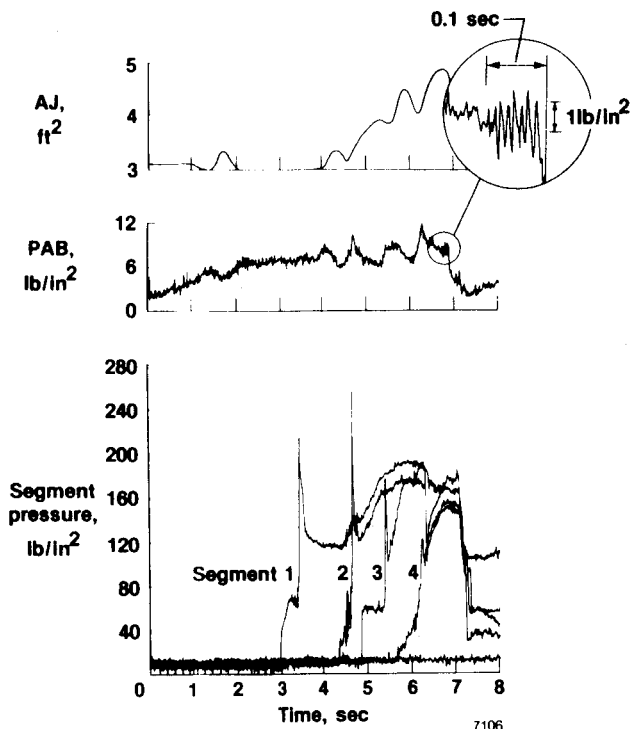 0.1 sec
5
AJ,
ft2
4
3
1lb/in2
12
PAB,
6
lb/in2
0
280
240
200
Segment
pressure,
160
lb/in2
120
Segment 1 2 3 4
80
40
0 1 2 3 4 5 6 7 8
Time, sec
7106